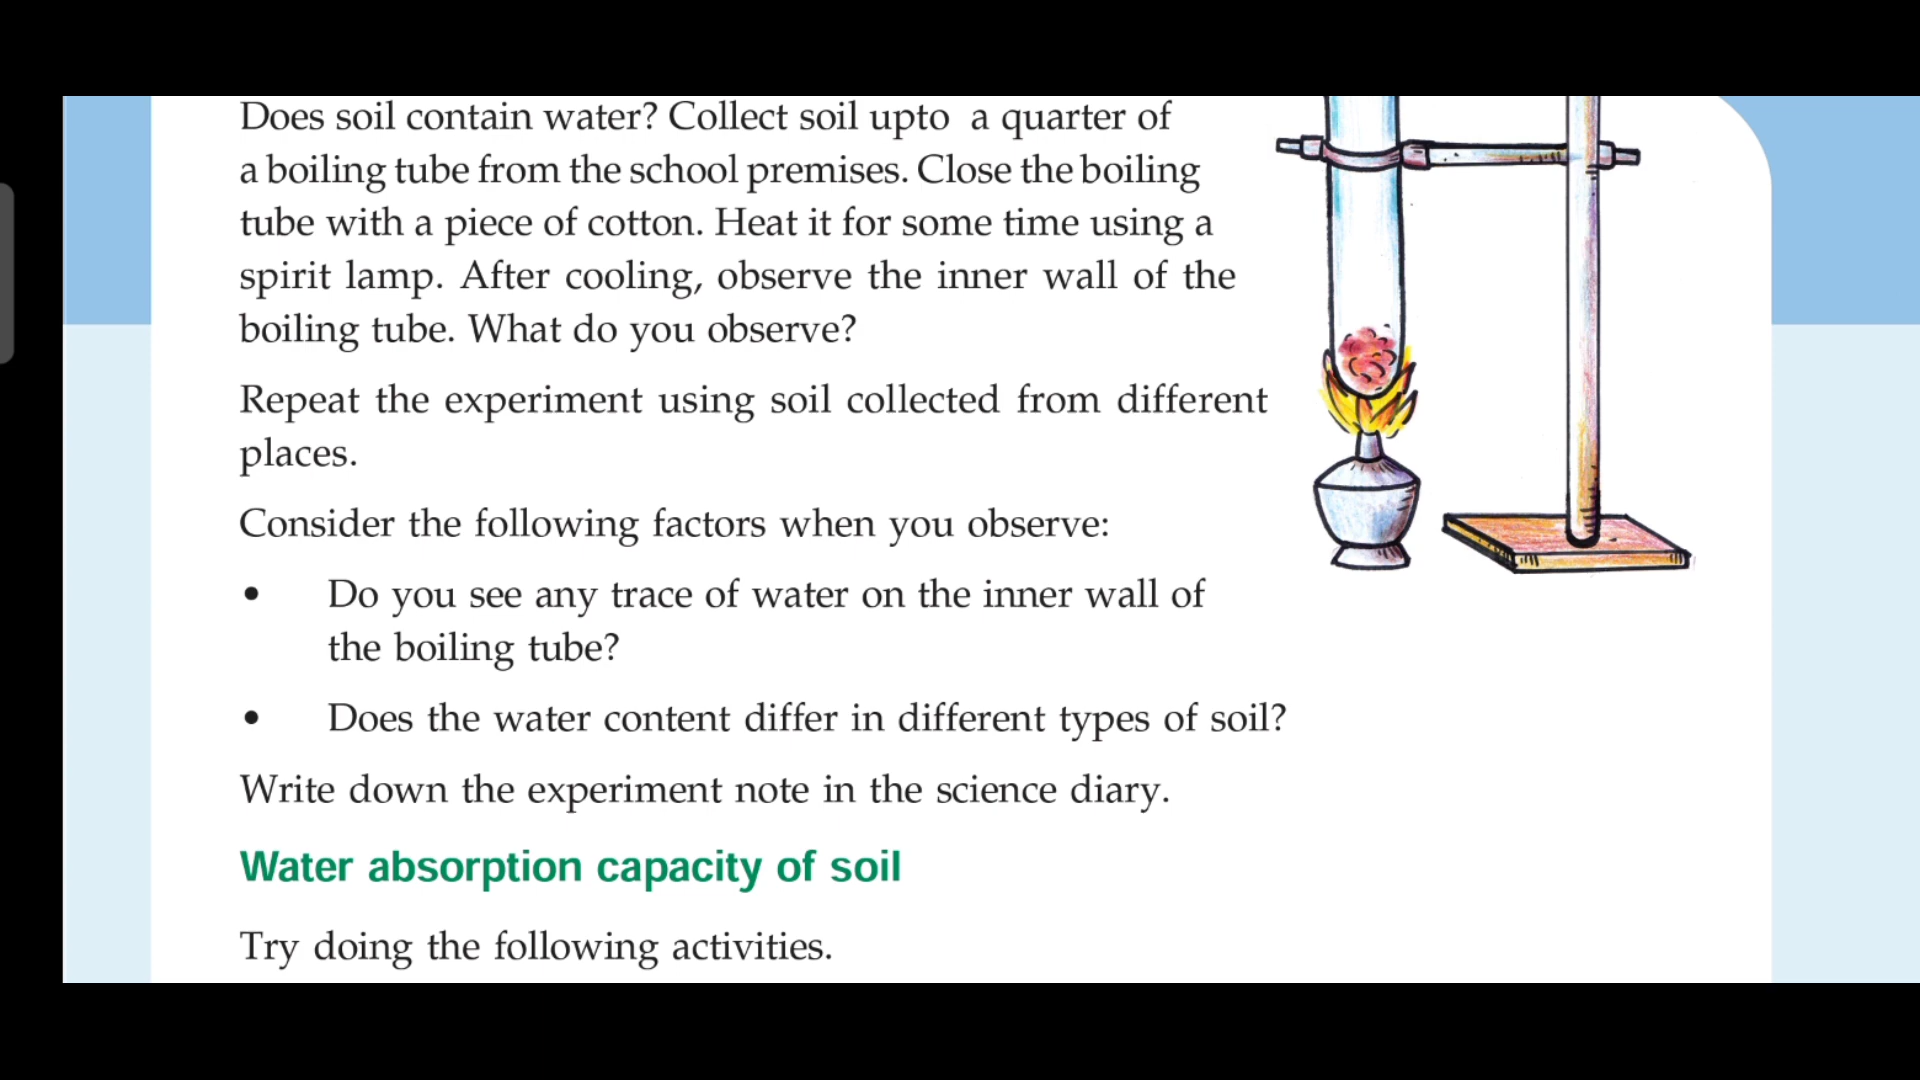 Does soil contain water? Collect soil upto a quarter of
a boiling tube from the school premises. Close the boiling
tube with a piece of cotton. Heat it for some time using a
spirit lamp. After cooling, observe the inner wall of the
boiling tube. What do you observe?
Repeat the experiment using soil collected from different
places.
Consider the following factors when you observe:
• Do you see any trace of water on the inner wall of
the boiling tube?
• Does the water content differ in different types of soil?
Write down the experiment note in the science diary.
Water absorption capacity of soil
Try doing the following activities.